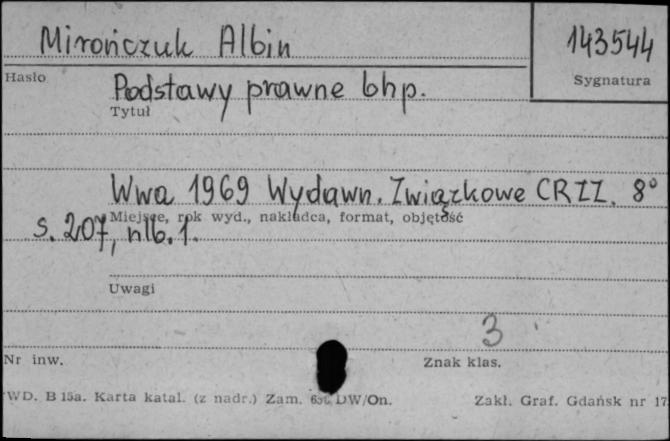 Mirończuk Albin
143544
Hasło
Sygnatura
Podstawy prawne bhp.
Tytuł
Wwa 1969 Wydawn. Związkowe CRZZ. 8°
Miejsce, rok wyd., nakładca, format, objętość
s. 207, nlb. 1.
Uwagi
3
Nr inw.
Znak klas.
WD. B 15a. Karta katal. (z nadr.) Zam. DW/On.
Zakł. Graf. Gdańsk nr 17